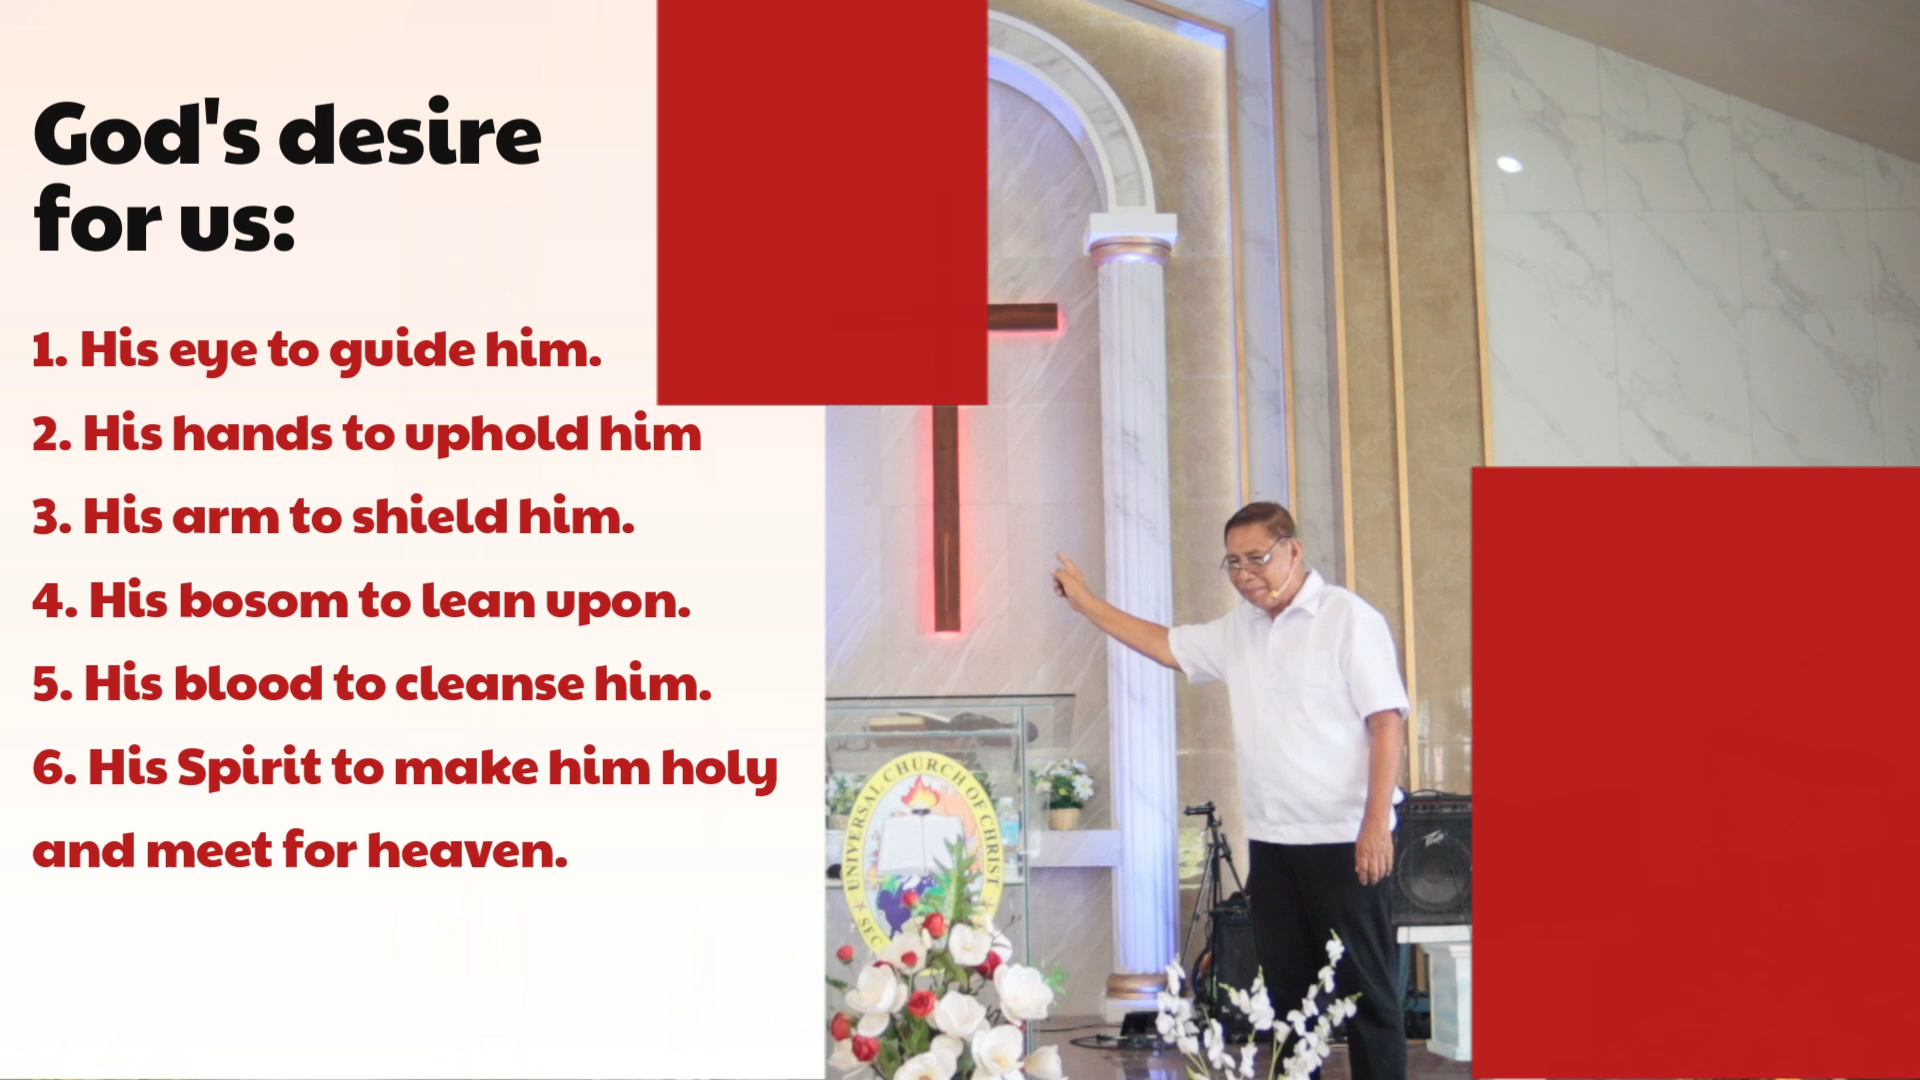 God's desire
for us:
1. His eye to guide him.
2. His hands to uphold him
3. His arm to shield him.
4. His bosom to lean upon.
5. His blood to cleanse him.
6. His Spirit to make him holy
and meet for heaven.
UNIVERSAL CHURCH OF CHRIST
SEC